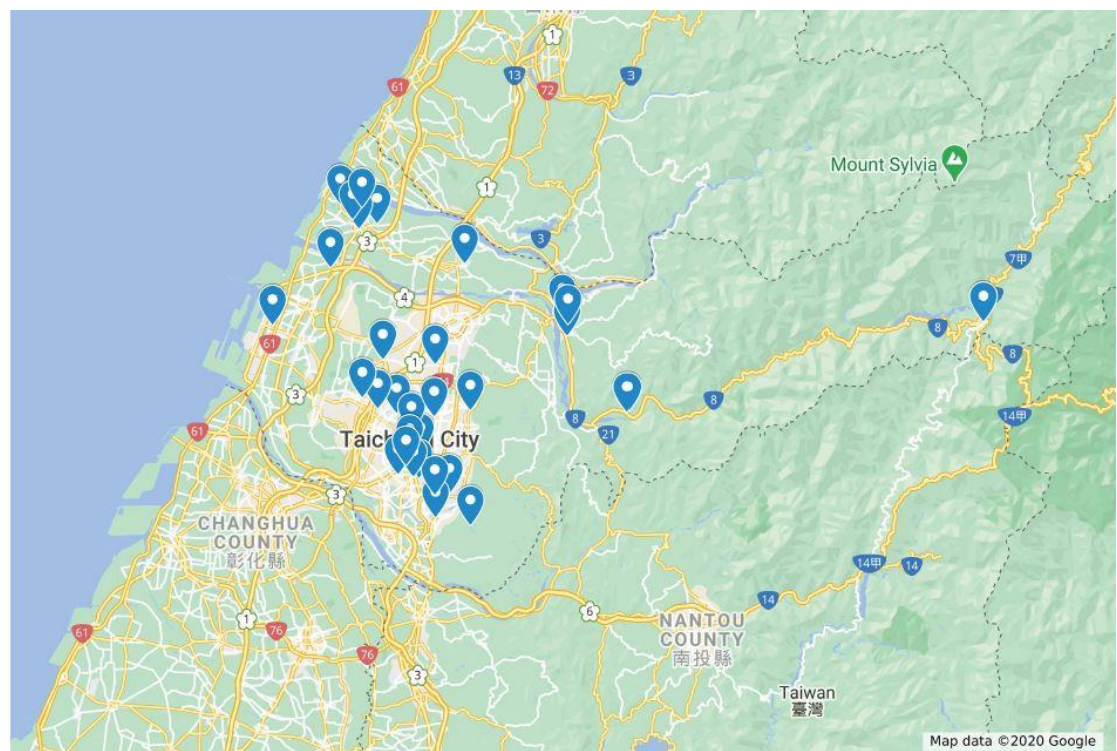 1
61
13
3
72
1
Mount Sylvia
3
3
7甲
4
61
1
8
8
8
3
8
14甲
61
21
Taich City
3
CHANGHUA
COUNTY
彰化縣
14甲
14
6
14
1
61
76
NANTOU
COUNTY
南投縣
76
3
Taiwan
臺灣
Map data ©2020 Google